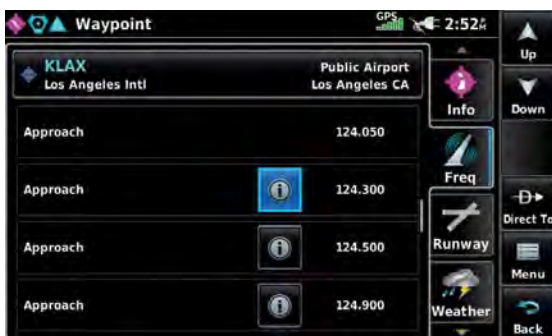 Waypoint
GPS
2:52
Up
KLAX
Public Airport
Los Angeles Intl
Los Angeles CA
Info
Down
Approach
124.050
Freq
Approach
124.300
Direct To
Runway
Approach
124.500
Menu
Approach
124.900
Weather
Back